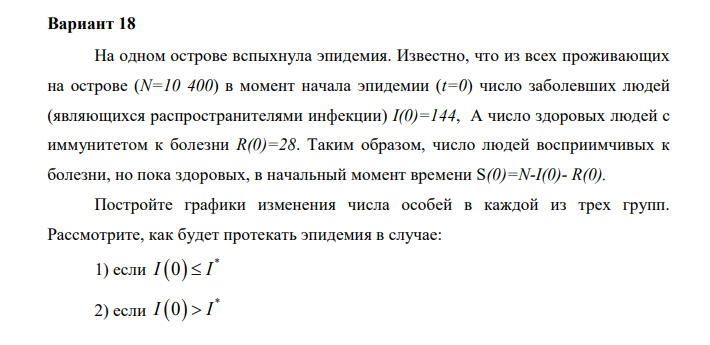 Вариант 18
На одном острове вспыхнула эпидемия. Известно, что из всех проживающих
на острове (N=10 400) в момент начала эпидемии (t=0) число заболевших людей
(являющихся распространителями инфекции) I(0)=144, А число здоровых людей с
иммунитетом к болезни R(0)=28. Таким образом, число людей восприимчивых к
болезни, но пока здоровых, в начальный момент времени S(0)=N-I(0)- R(0).
Постройте графики изменения числа особей в каждой из трех групп.
Рассмотрите, как будет протекать эпидемия в случае:
1) если I(0) ≤ I*
2) если I(0) > I*